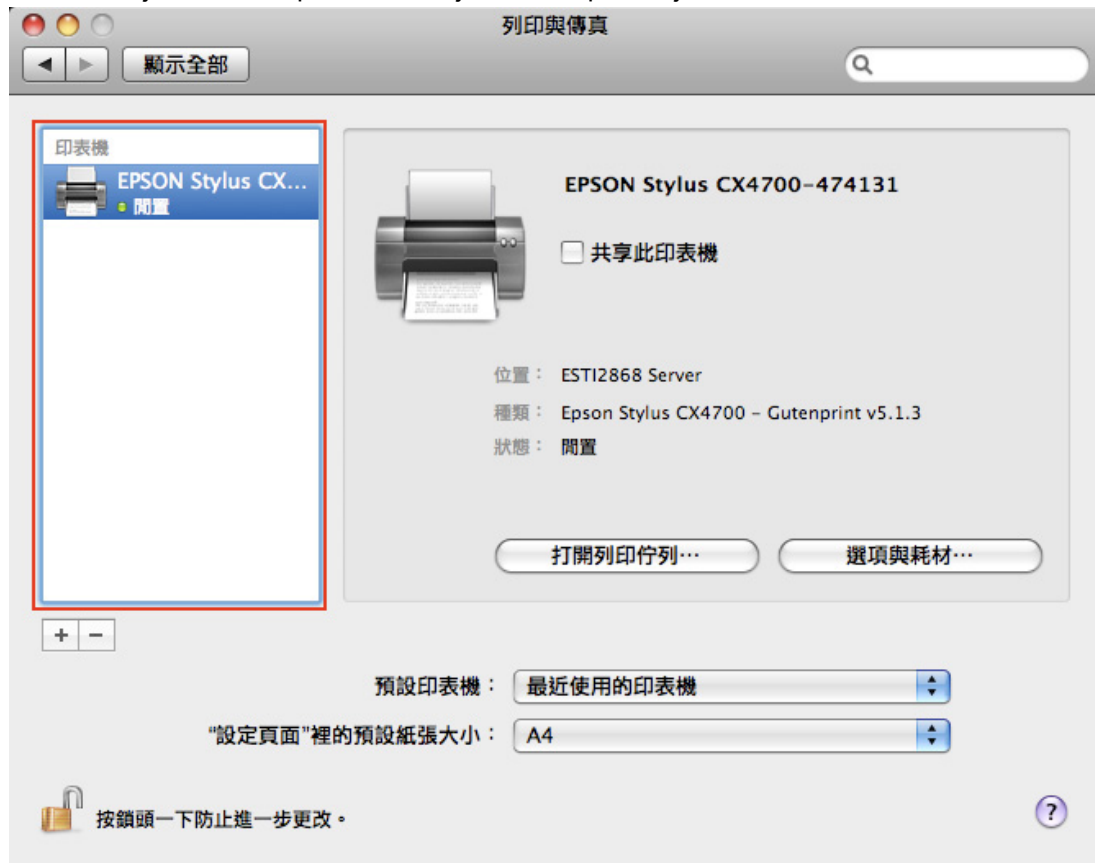 列印與傳真
顯示全部
印表機
EPSON Stylus CX...
閒置
EPSON Stylus CX4700-474131
共享此印表機
位置： ESTI2868 Server
種類： Epson Stylus CX4700 - Gutenprint v5.1.3
狀態： 閒置
打開列印佇列⋯ 選項與耗材⋯
+ -
預設印表機： 最近使用的印表機
“設定頁面”裡的預設紙張大小： A4
按鎖頭一下防止進一步更改。 ?